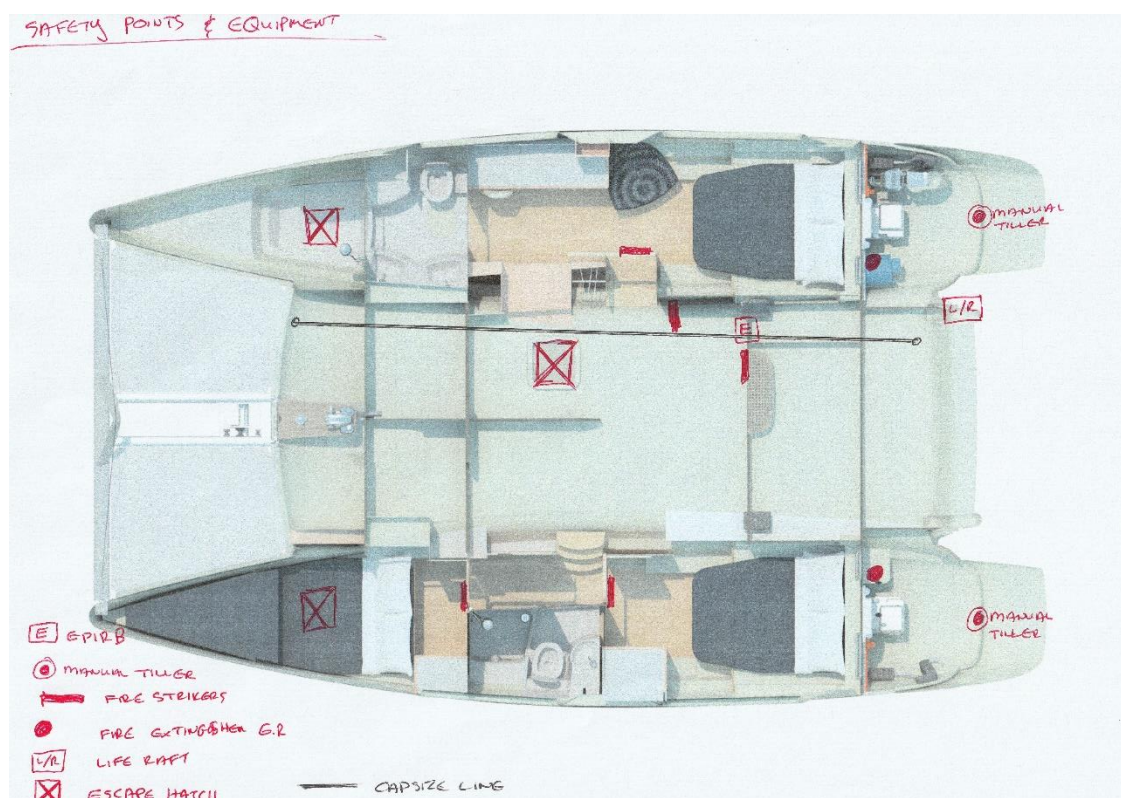 SAFETY POINTS & EQUIPMENT
MANUAL
TILLER
L/R
E
MANUAL
TILLER
E EPIRB
MANUAL TILLER
FIRE STRIKERS
FIRE EXTINGISHER E.R
L/R LIFE RAFT
ESCAPE HATCH
CAPSIZE LINE